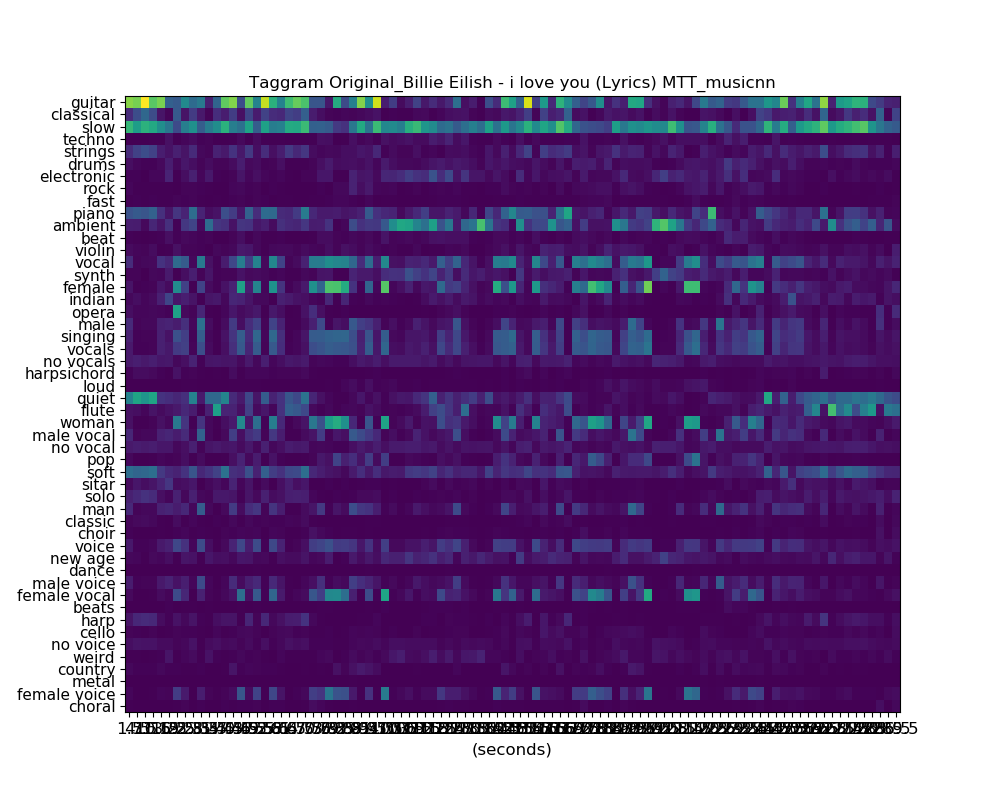 Taggram Original_Billie Eilish - i love you (Lyrics) MTT_musicnn
guitar
classical
slow
techno
strings
drums
electronic
rock
fast
piano
ambient
beat
violin
vocal
synth
female
indian
opera
male
singing
vocals
no vocals
harpsichord
loud
quiet
flute
woman
male vocal
no vocal
pop
soft
sitar
solo
man
classic
choir
voice
new age
dance
male voice
female vocal
beats
harp
cello
no voice
weird
country
metal
female voice
choral
(seconds)